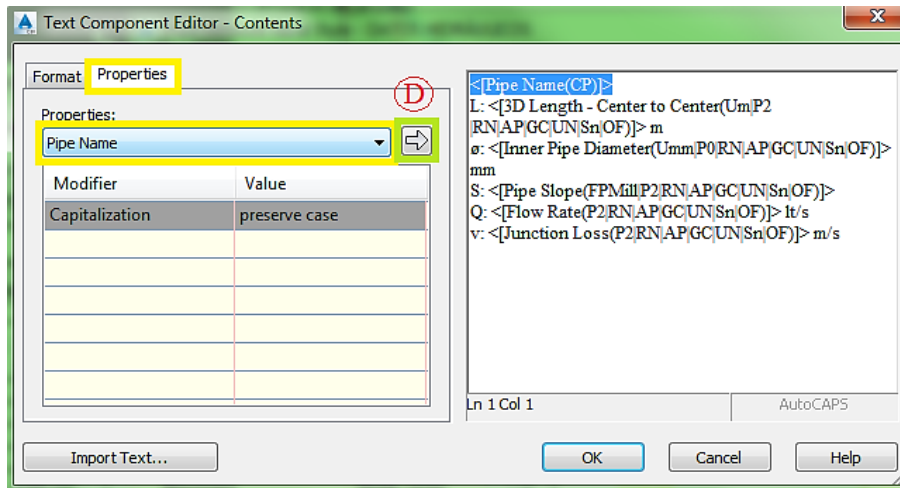 Text Component Editor - Contents
Format
Properties
Properties:
Pipe Name
D
Modifier
Value
Capitalization
preserve case
<[Pipe Name(CP)]>
L: <[3D Length - Center to Center(Um|P2
|RN|AP|GC|UN|Sn|OF)]> m
ø: <[Inner Pipe Diameter(Umm|P0|RN|AP|GC|UN|Sn|OF)]>
mm
S: <[Pipe Slope(FPMill|P2|RN|AP|GC|UN|Sn|OF)]>
Q: <[Flow Rate(P2|RN|AP|GC|UN|Sn|OF)]> lt/s
v: <[Junction Loss(P2|RN|AP|GC|UN|Sn|OF)]> m/s
Ln 1 Col 1
AutoCAPS
Import Text...
OK
Cancel
Help